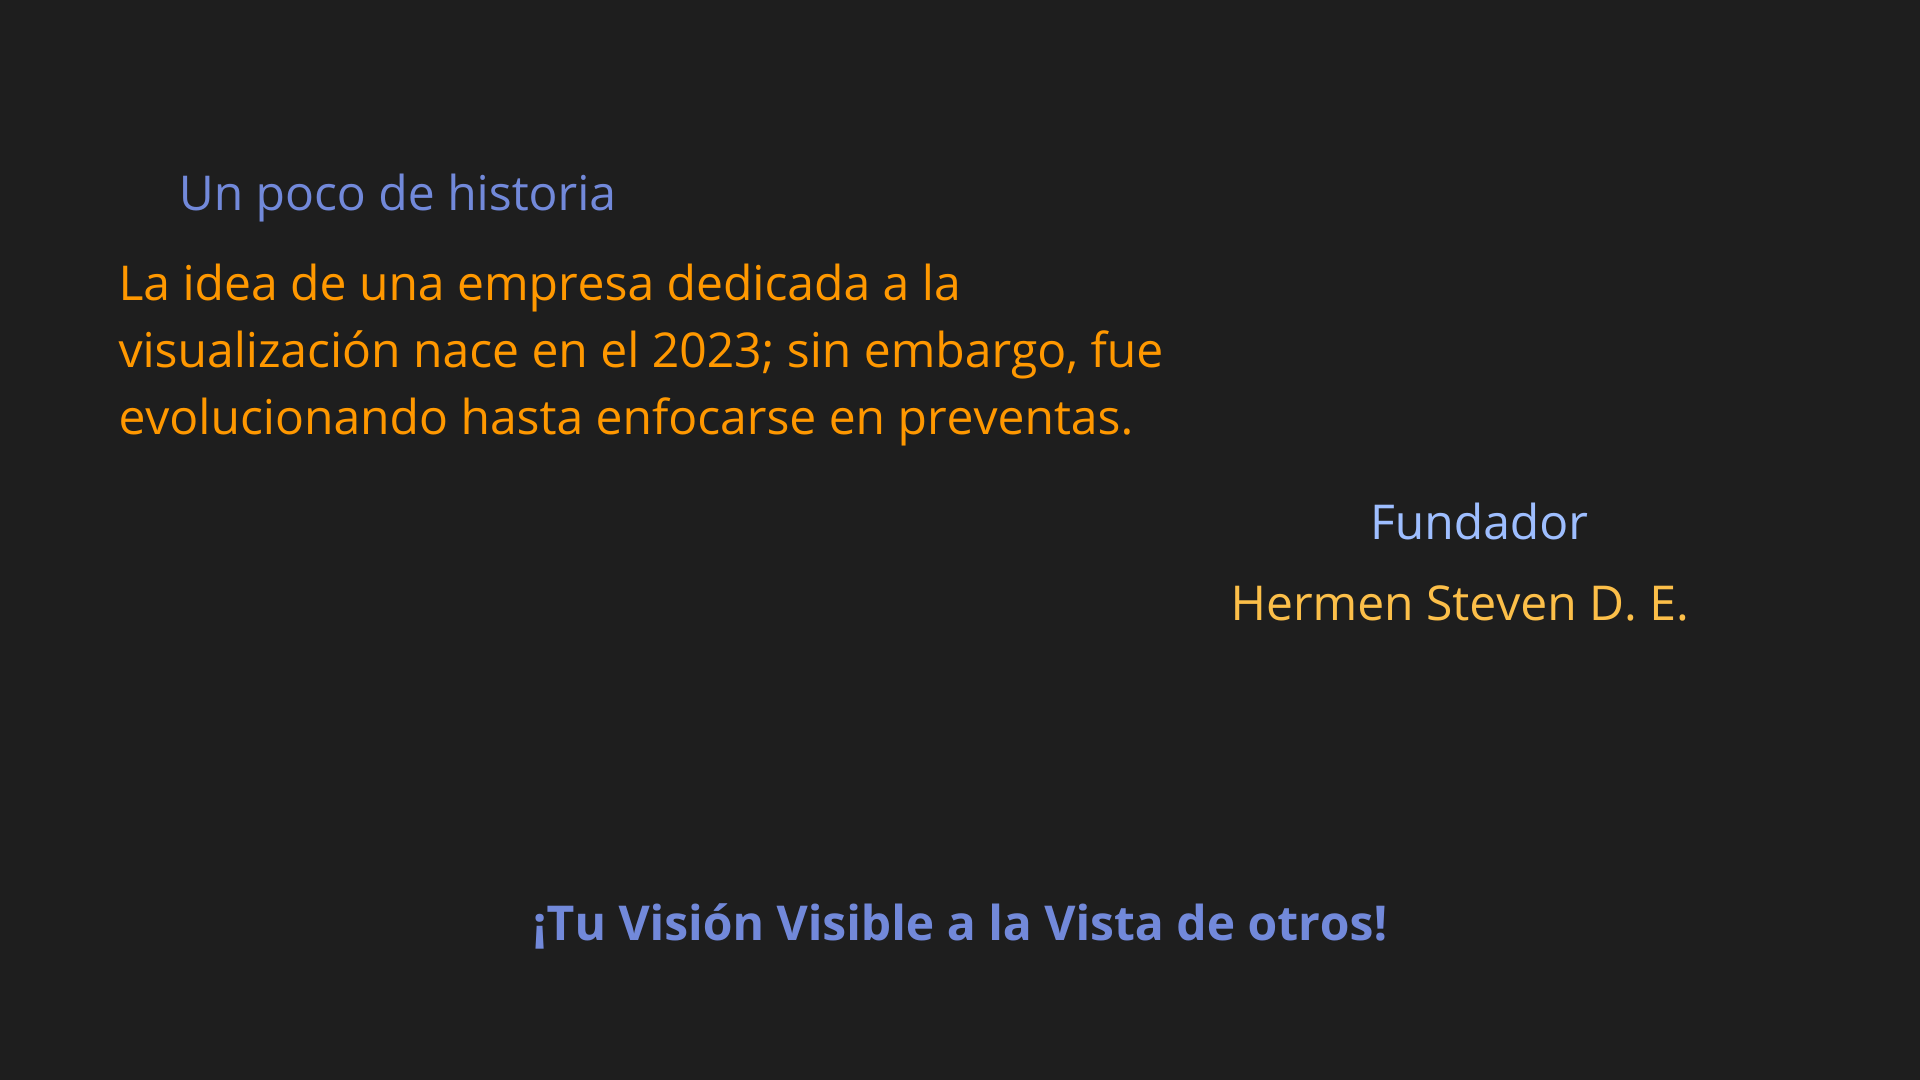 Un poco de historia
La idea de una empresa dedicada a la
visualización nace en el 2023; sin embargo, fue
evolucionando hasta enfocarse en preventas.
Fundador
Hermen Steven D. E.
¡Tu Visión Visible a la Vista de otros!